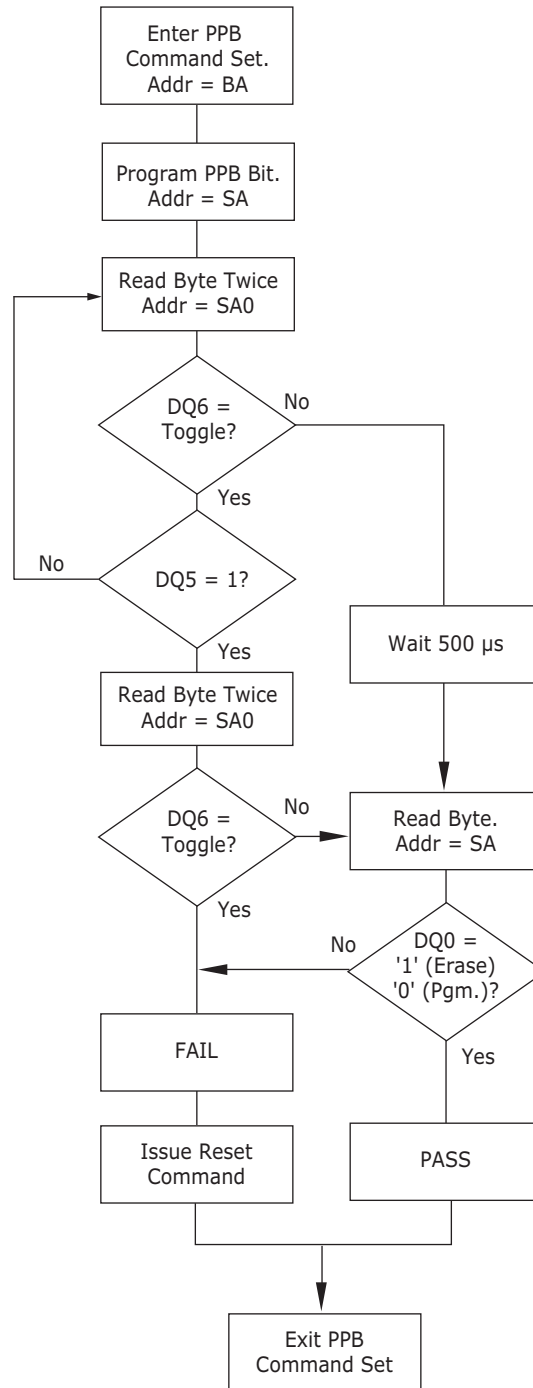 Enter PPB
Command Set.
Addr = BA
Program PPB Bit.
Addr = SA
Read Byte Twice
Addr = SA0
DQ6 =
Toggle?
No
Yes
DQ5 = 1?
No
Yes
Wait 500 µs
Read Byte Twice
Addr = SA0
DQ6 =
Toggle?
No
Yes
Read Byte.
Addr = SA
DQ0 =
'1' (Erase)
'0' (Pgm.)?
No
Yes
FAIL
Issue Reset
Command
PASS
Exit PPB
Command Set